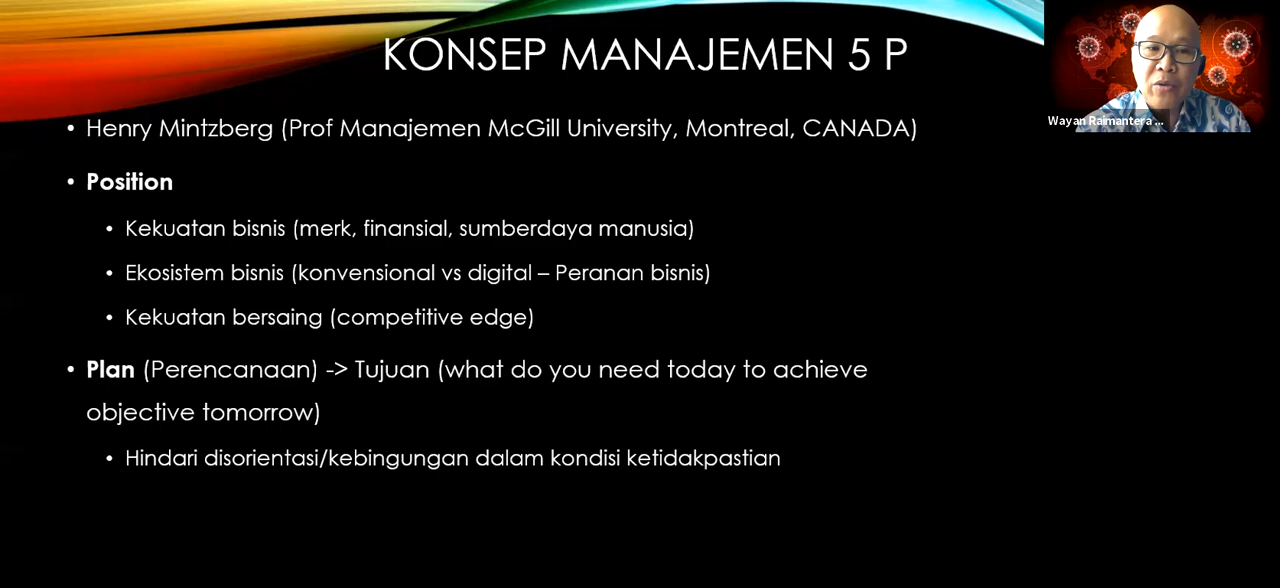 KONSEP MANAJEMEN 5 P
Wayan Raimantera ...
• Henry Mintzberg (Prof Manajemen McGill University, Montreal, CANADA)
• Position
• Kekuatan bisnis (merk, finansial, sumberdaya manusia)
• Ekosistem bisnis (konvensional vs digital – Peranan bisnis)
• Kekuatan bersaing (competitive edge)
• Plan (Perencanaan) -> Tujuan (what do you need today to achieve
objective tomorrow)
• Hindari disorientasi/kebingungan dalam kondisi ketidakpastian